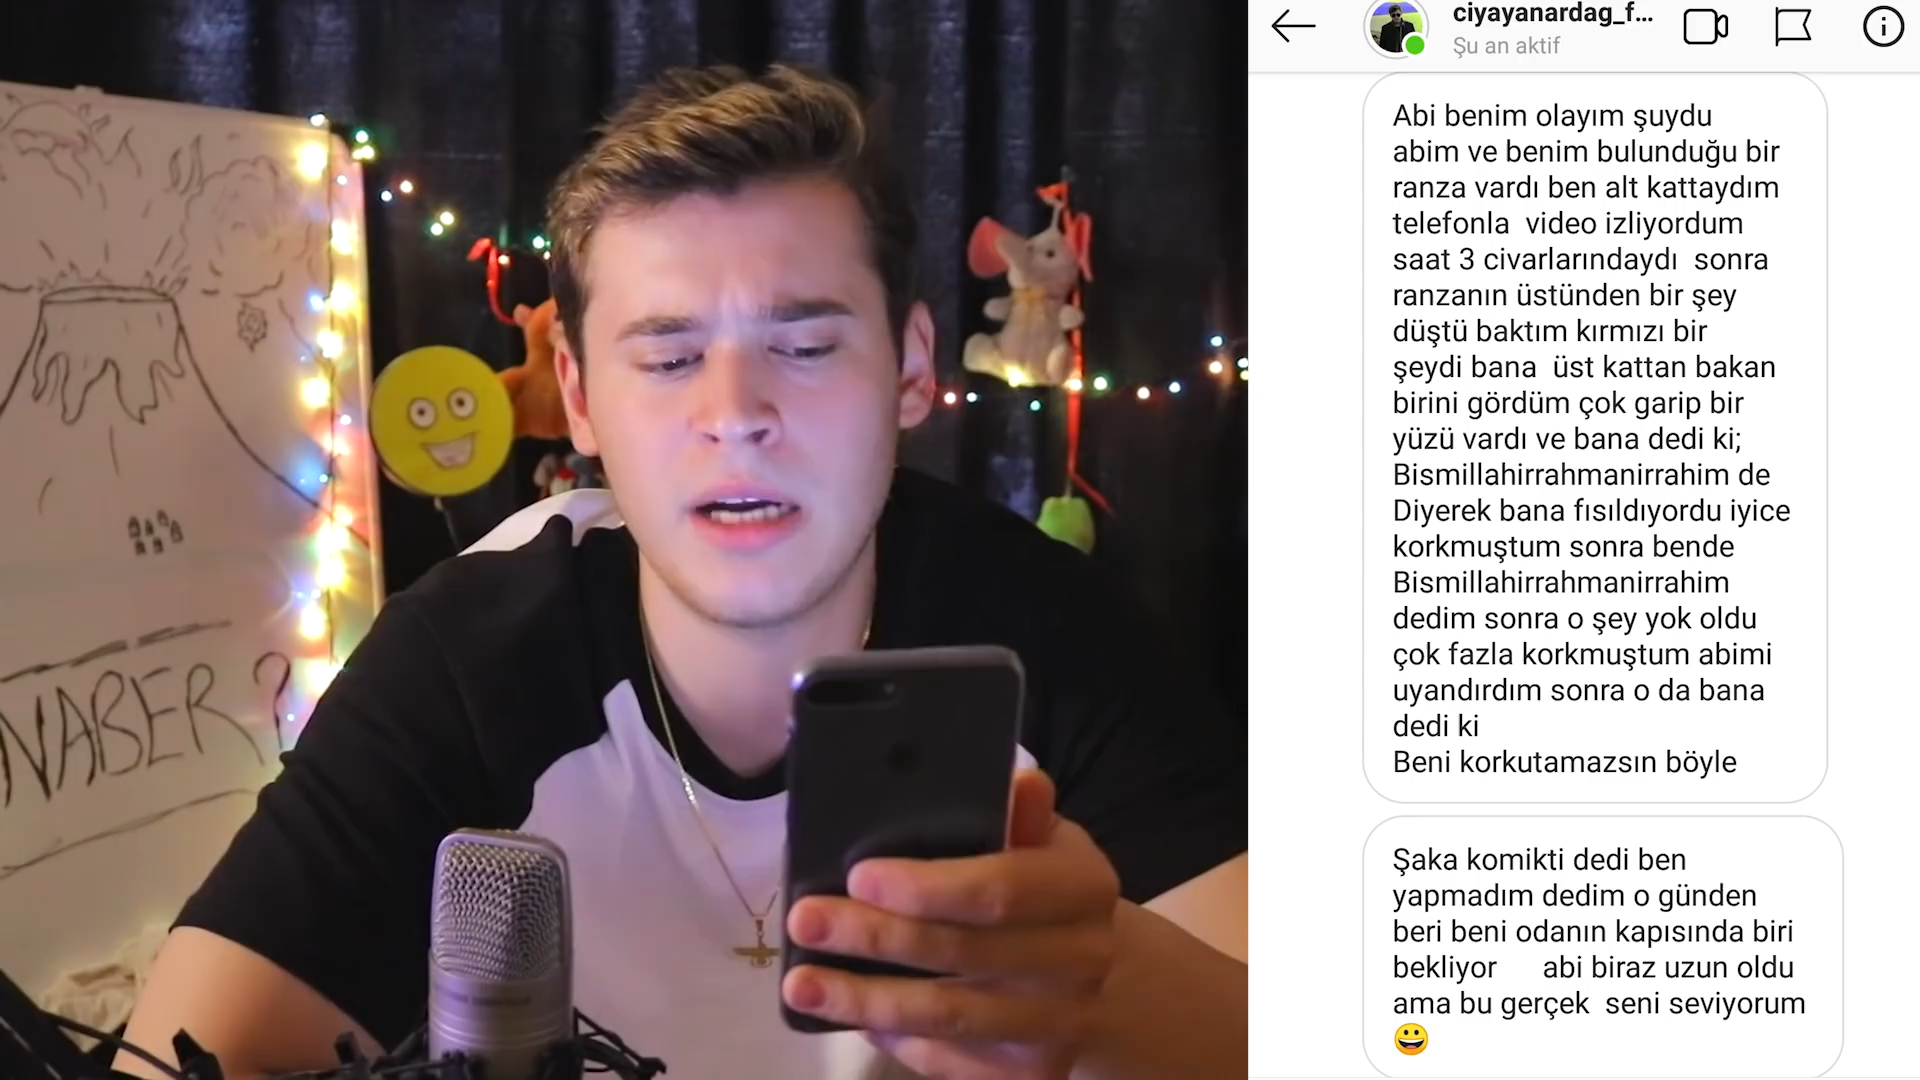 NABER?
ciyayanardag_f...
Şu an aktif
Abi benim olayım şuydu
abim ve benim bulunduğu bir
ranza vardı ben alt kattaydım
telefonla video izliyordum
saat 3 civarlarındaydı sonra
ranzanın üstünden bir şey
düştü baktım kırmızı bir
şeydi bana üst kattan bakan
birini gördüm çok garip bir
yüzü vardı ve bana dedi ki;
Bismillahirrahmanirrahim de
Diyerek bana fısıldıyordu iyice
korkmuştum sonra bende
Bismillahirrahmanirrahim
dedim sonra o şey yok oldu
çok fazla korkmuştum abimi
uyandırdım sonra o da bana
dedi ki
Beni korkutamazsın böyle
Şaka komikti dedi ben
yapmadım dedim o günden
beri beni odanın kapısında biri
bekliyor abi biraz uzun oldu
ama bu gerçek seni seviyorum
😀